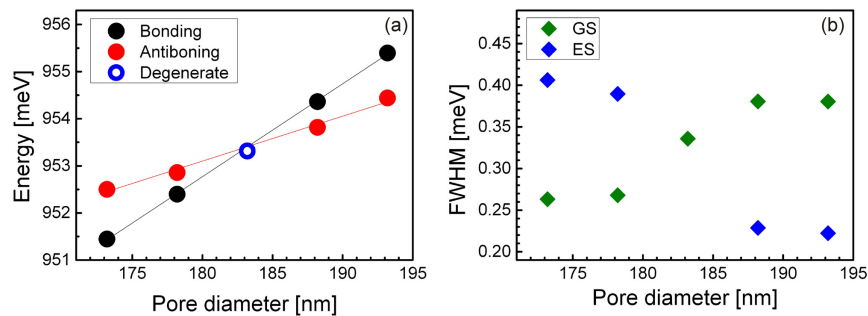 (a)
Bonding
Antiboning
Degenerate
Energy [meV]
956
955
954
953
952
951
175 180 185 190 195
Pore diameter [nm]
(b)
GS
ES
FWHM [meV]
0.45
0.40
0.35
0.30
0.25
0.20
175 180 185 190 195
Pore diameter [nm]